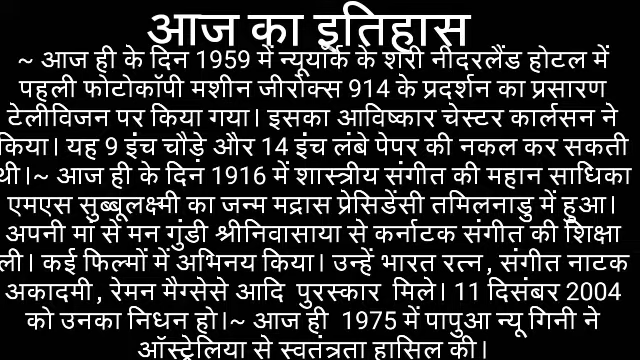 आज का इतिहास
~ आज ही के दिन 1959 में न्यूयॉर्क के शेरी नीदरलैंड होटल में
पहली फोटोकॉपी मशीन जीरोक्स 914 के प्रदर्शन का प्रसारण
टेलीविजन पर किया गया। इसका आविष्कार चेस्टर कार्लसन ने
किया। यह 9 इंच चौड़े और 14 इंच लंबे पेपर की नकल कर सकती
थी।~ आज ही के दिन 1916 में शास्त्रीय संगीत की महान साधिका
एमएस सुब्बूलक्ष्मी का जन्म मद्रास प्रेसिडेंसी तमिलनाडु में हुआ।
अपनी मां से मन गुंडी श्रीनिवासाया से कर्नाटक संगीत की शिक्षा
ली। कई फिल्मों में अभिनय किया। उन्हें भारत रत्न, संगीत नाटक
अकादमी, रेमन मैग्सेसे आदि पुरस्कार मिले। 11 दिसंबर 2004
को उनका निधन हो।~ आज ही 1975 में पापुआ न्यू गिनी ने
ऑस्ट्रेलिया से स्वतंत्रता हासिल की।